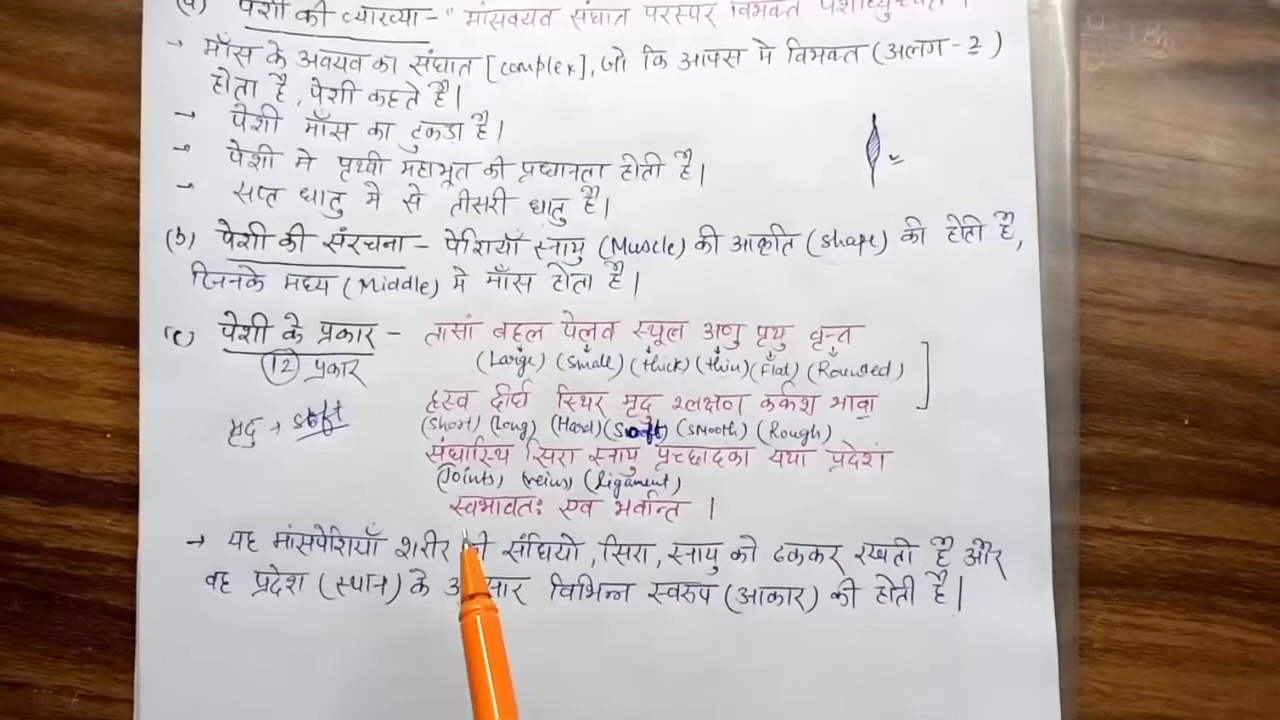 (a) पेशी की व्याख्या - " मांसवयव संघात परस्पर विभक्त
→ माँस के अवयव का संघात [complex], जो कि आपस मे विभक्त (अलग-2)
होता है, पेशी कहते है।
→ पेशी माँस का टुकड़ा है।
→ पेशी मे पृथ्वी महाभूत की प्रधानता होती है।
→ सप्त धातु मे से तीसरी धातु है।
(b) पेशी की संरचना - पेशियाँ स्नायु (Muscle) की आकृति (shape) की होती है,
जिनके मध्य (Middle) मे माँस होता है।
(c) पेशी के प्रकार - तासां बहल पेलव स्थूल अणु पृथु वृन्त
(Large) (Small) (thick) (thin) (Flat) (Rounded)
12 प्रकार
हृस्व दीर्घ स्थिर मृदु श्लक्षण कर्कश भावा
मृदु → soft
(Short) (Long) (Hard) (Soft) (smooth) (Rough)
संधास्थि सिरा स्नायु प्रच्छादका यथा प्रदेशं
(Joints) (veins) (ligament)
स्वभावतः एव भवन्ति ।
→ यह मांसपेशियाँ शरीर की संधियो, सिरा, स्नायु को ढककर रखती है और
वह प्रदेश (स्थान) के विभिन्न स्वरुप (आकार) की होती है।